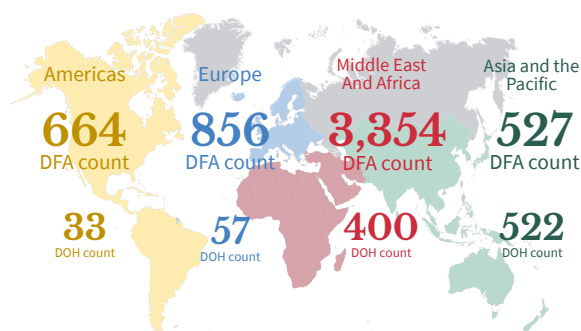 Americas
664
DFA count
33
DOH count
Europe
856
DFA count
57
DOH count
Middle East
And Africa
3,354
DFA count
400
DOH count
Asia and the
Pacific
527
DFA count
522
DOH count